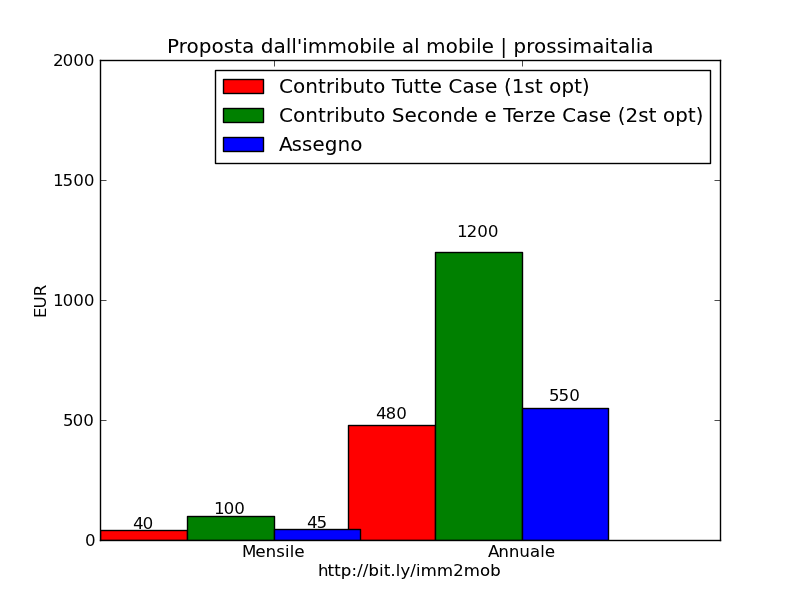 Proposta dall'immobile al mobile | prossimaitalia
2000
1500
1000
500
0
EUR
Contributo Tutte Case (1st opt)
Contributo Seconde e Terze Case (2st opt)
Assegno
40
100
45
480
1200
550
Mensile
Annuale
http://bit.ly/imm2mob